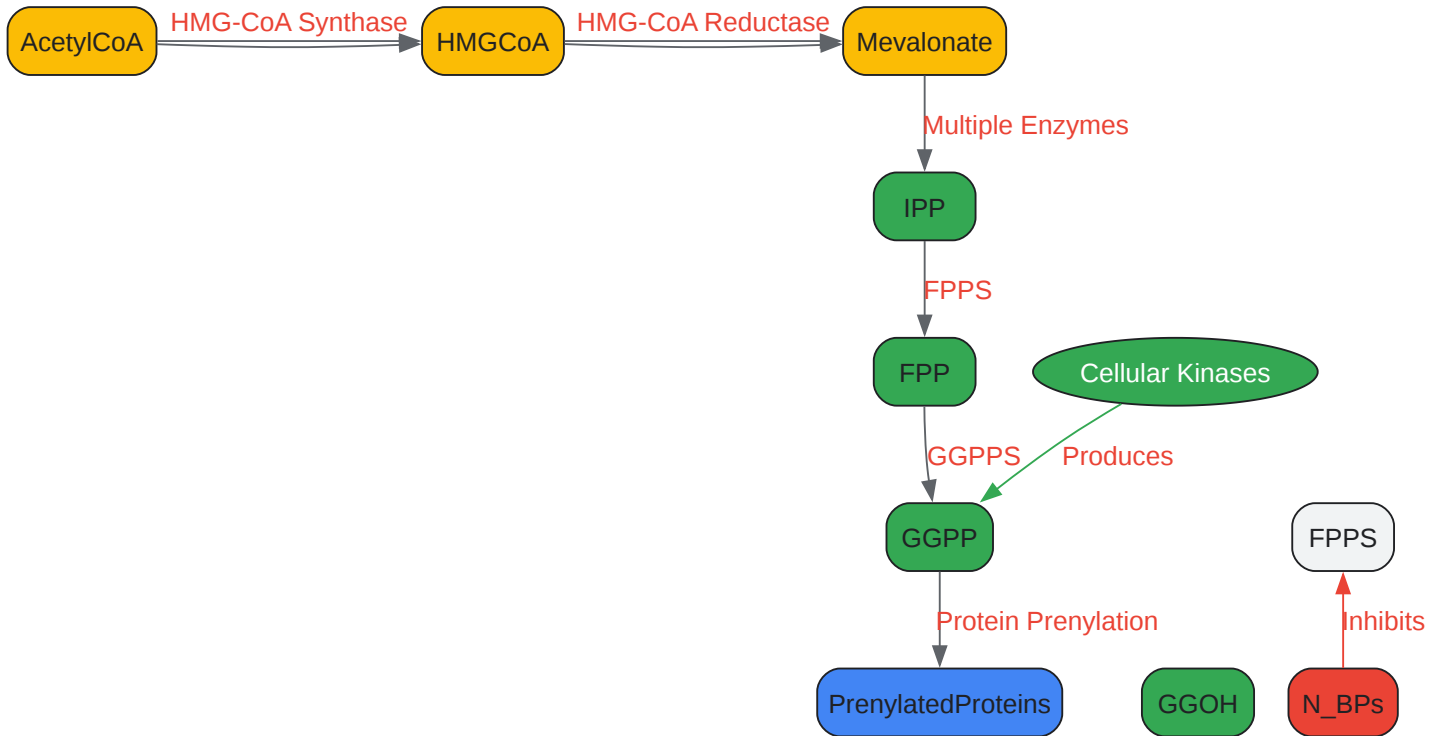 AcetylCoA
HMG-CoA Synthase
HMGCoA
HMG-CoA Reductase
Mevalonate
Multiple Enzymes
IPP
FPPS
FPP
Cellular Kinases
GGPPS
Produces
GGPP
FPPS
Protein Prenylation
Inhibits
PrenylatedProteins
GGOH
N_BPs